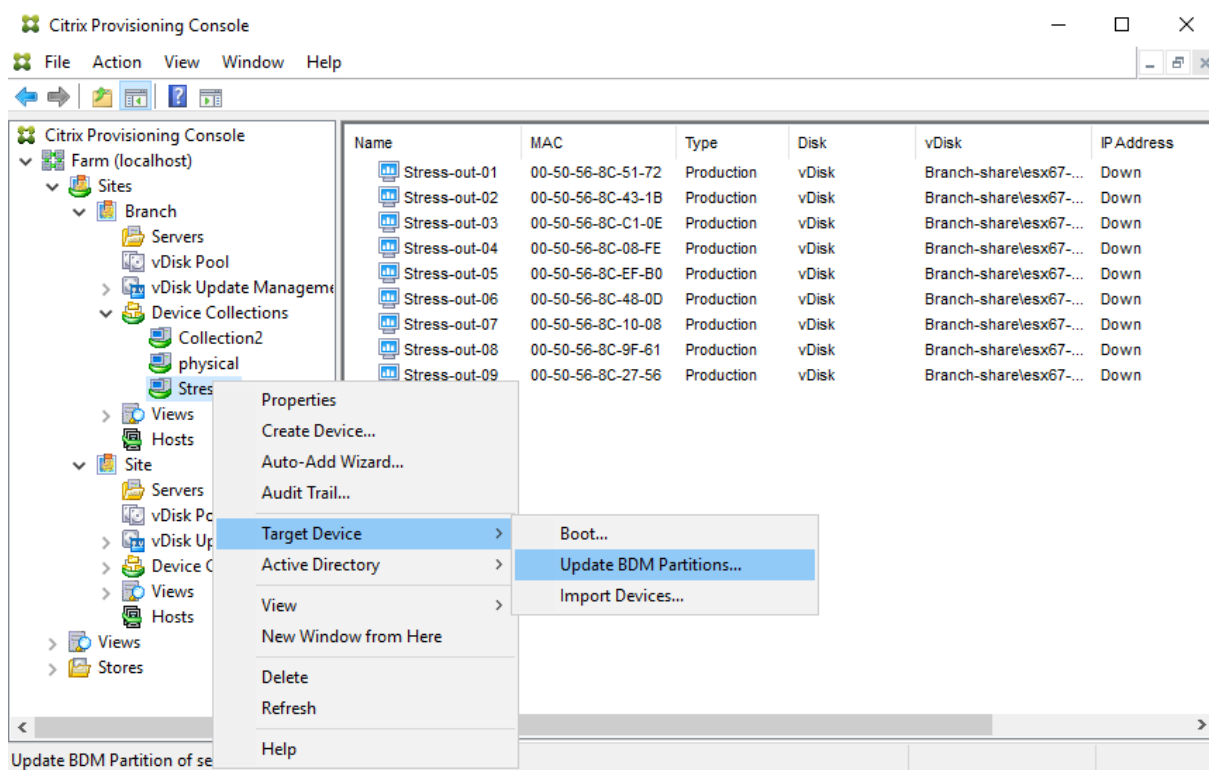 Citrix Provisioning Console
File Action View Window Help
Citrix Provisioning Console
Farm (localhost)
Sites
Branch
Servers
vDisk Pool
vDisk Update Manageme
Device Collections
Collection2
physical
Stres
Views
Hosts
Site
Servers
vDisk Po
vDisk Up
Device C
Views
Hosts
Views
Stores
Name MAC Type Disk vDisk IP Address
Stress-out-01 00-50-56-8C-51-72 Production vDisk Branch-share\esx67-... Down
Stress-out-02 00-50-56-8C-43-1B Production vDisk Branch-share\esx67-... Down
Stress-out-03 00-50-56-8C-C1-0E Production vDisk Branch-share\esx67-... Down
Stress-out-04 00-50-56-8C-08-FE Production vDisk Branch-share\esx67-... Down
Stress-out-05 00-50-56-8C-EF-B0 Production vDisk Branch-share\esx67-... Down
Stress-out-06 00-50-56-8C-48-0D Production vDisk Branch-share\esx67-... Down
Stress-out-07 00-50-56-8C-10-08 Production vDisk Branch-share\esx67-... Down
Stress-out-08 00-50-56-8C-9F-61 Production vDisk Branch-share\esx67-... Down
Stress-out-09 00-50-56-8C-27-56 Production vDisk Branch-share\esx67-... Down
Properties
Create Device...
Auto-Add Wizard...
Audit Trail...
Target Device
Active Directory
View
New Window from Here
Delete
Refresh
Help
Boot...
Update BDM Partitions...
Import Devices...
Update BDM Partition of se